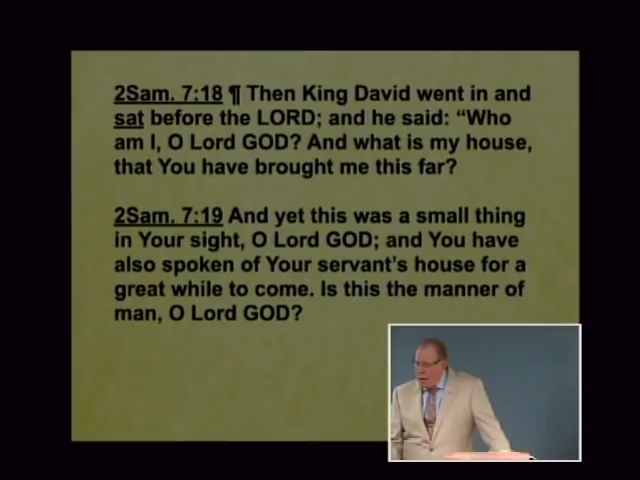 2Sam. 7:18 ¶ Then King David went in and
sat before the LORD; and he said: “Who
am I, O Lord GOD? And what is my house,
that You have brought me this far?
2Sam. 7:19 And yet this was a small thing
in Your sight, O Lord GOD; and You have
also spoken of Your servant’s house for a
great while to come. Is this the manner of
man, O Lord GOD?